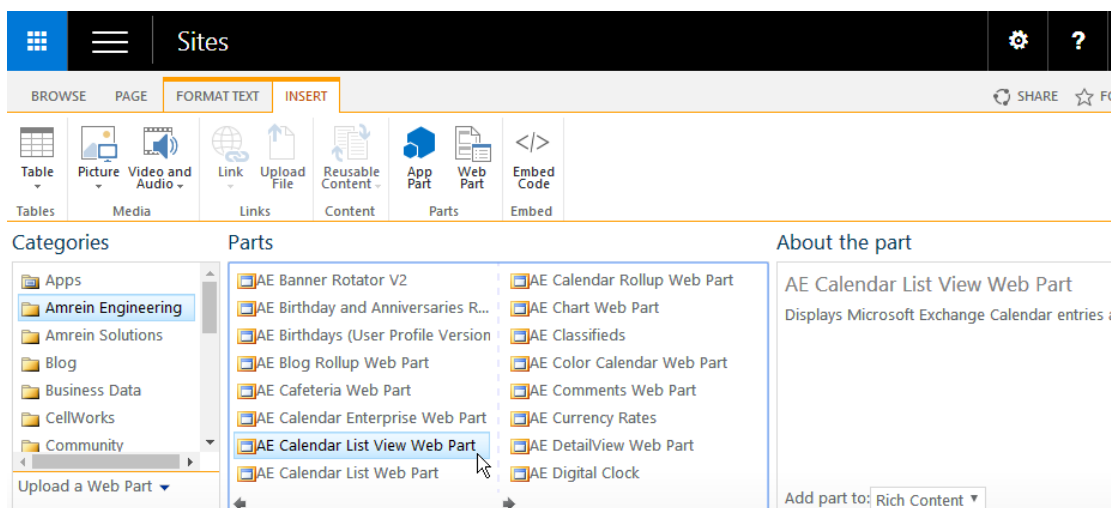 Sites
?
BROWSE PAGE FORMAT TEXT INSERT
SHARE
Table
Picture
Video and
Audio
Link
Upload
File
Reusable
Content
App
Part
Web
Part
</>
Embed
Code
Tables Media Links Content Parts Embed
Categories
Apps
Amrein Engineering
Amrein Solutions
Blog
Business Data
CellWorks
Community
Upload a Web Part
Parts
AE Banner Rotator V2
AE Birthday and Anniversaries R...
AE Birthdays (User Profile Version
AE Blog Rollup Web Part
AE Cafeteria Web Part
AE Calendar Enterprise Web Part
AE Calendar List View Web Part
AE Calendar List Web Part
AE Calendar Rollup Web Part
AE Chart Web Part
AE Classifieds
AE Color Calendar Web Part
AE Comments Web Part
AE Currency Rates
AE DetailView Web Part
AE Digital Clock
About the part
AE Calendar List View Web Part
Displays Microsoft Exchange Calendar entries
Add part to: Rich Content